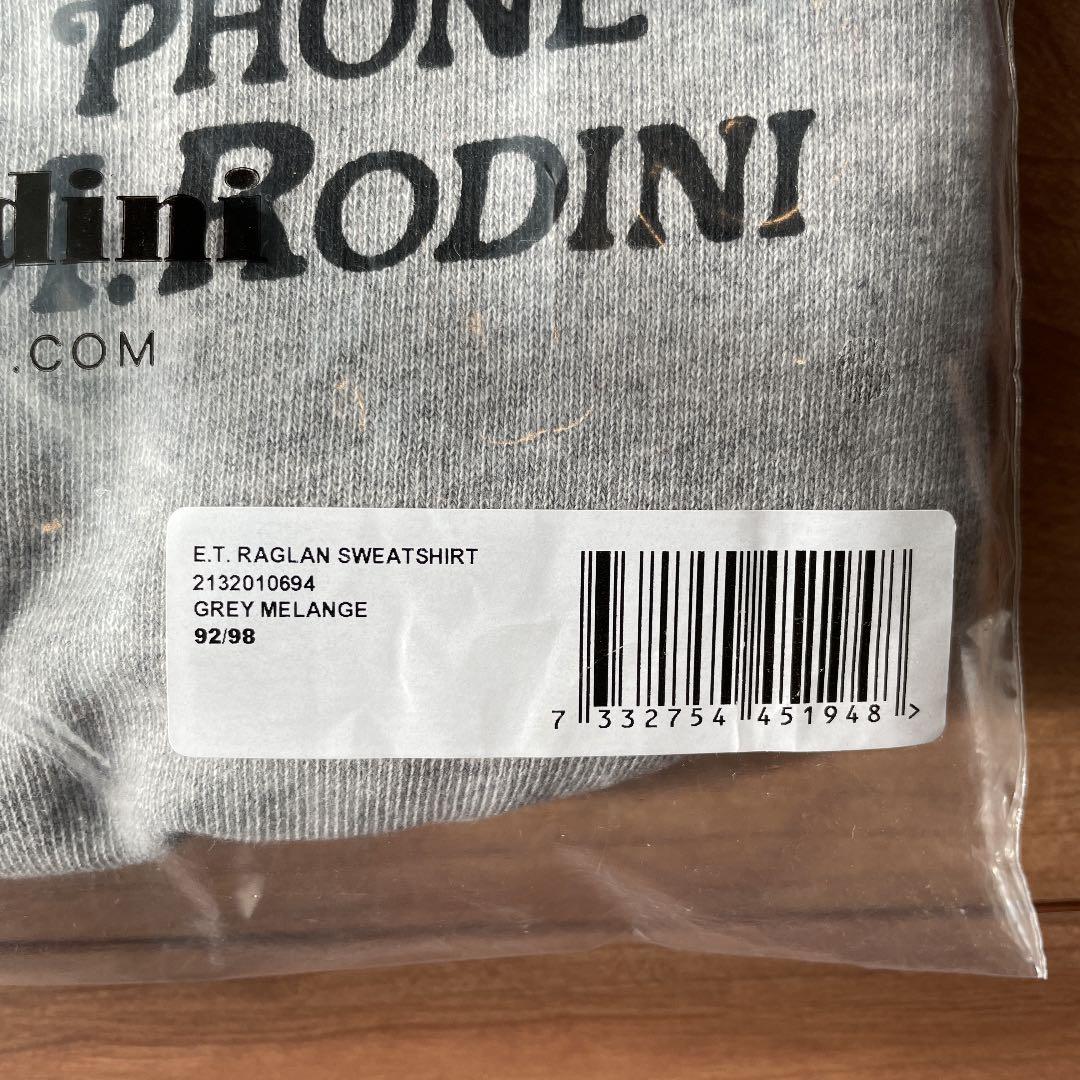 PHONE
M. RODINI
dini
.COM
E.T. RAGLAN SWEATSHIRT
2132010694
GREY MELANGE
92/98
7 332754 451948 >